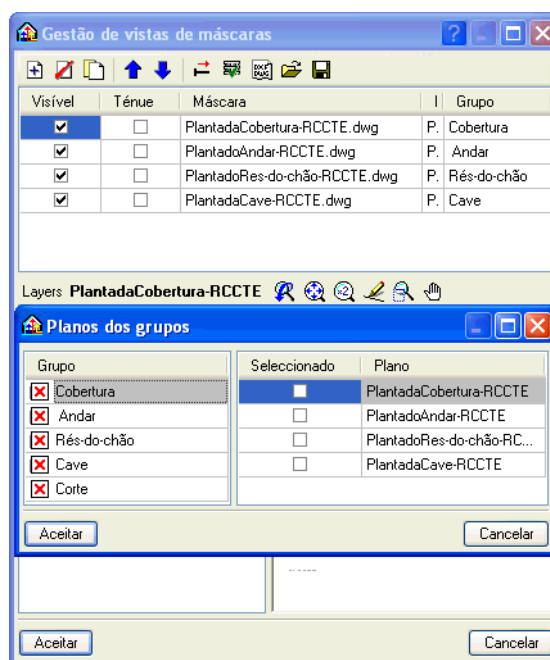 Gestão de vistas de máscaras
Visível Ténue Máscara I Grupo
PlantadaCobertura-RCCTE.dwg P. Cobertura
PlantadoAndar-RCCTE.dwg P. Andar
PlantadoRes-do-chão-RCCTE.dwg P. Rés-do-chão
PlantadaCave-RCCTE.dwg P. Cave
Layers PlantadaCobertura-RCCTE
Planos dos grupos
Grupo Seleccionado Plano
Cobertura PlantadaCobertura-RCCTE
Andar PlantadoAndar-RCCTE
Rés-do-chão PlantadoRes-do-chão-RC...
Cave PlantadaCave-RCCTE
Corte
Aceitar Cancelar
Aceitar Cancelar